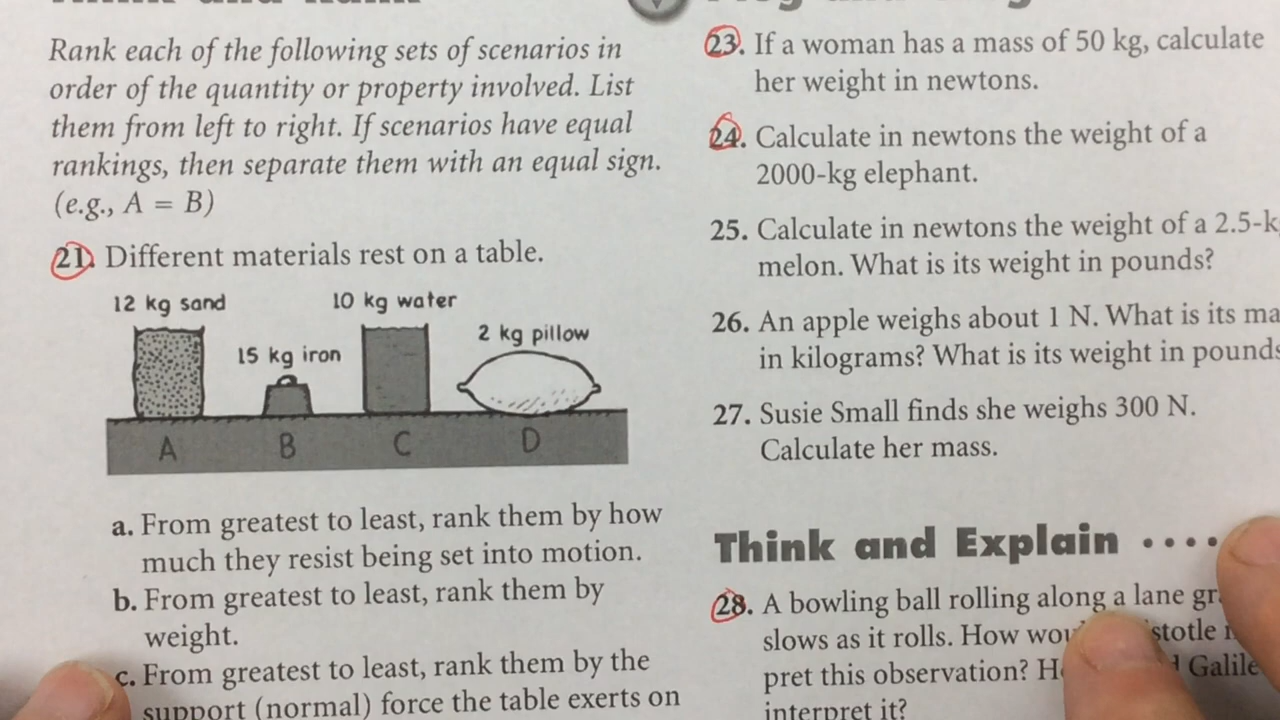 Rank each of the following sets of scenarios in
order of the quantity or property involved. List
them from left to right. If scenarios have equal
rankings, then separate them with an equal sign.
(e.g., A = B)
21. Different materials rest on a table.
12 kg sand
10 kg water
15 kg iron
2 kg pillow
A B C D
a. From greatest to least, rank them by how
much they resist being set into motion.
b. From greatest to least, rank them by
weight.
c. From greatest to least, rank them by the
support (normal) force the table exerts on
23. If a woman has a mass of 50 kg, calculate
her weight in newtons.
24. Calculate in newtons the weight of a
2000-kg elephant.
25. Calculate in newtons the weight of a 2.5-k
melon. What is its weight in pounds?
26. An apple weighs about 1 N. What is its ma
in kilograms? What is its weight in pounds
27. Susie Small finds she weighs 300 N.
Calculate her mass.
Think and Explain ....
28. A bowling ball rolling along a lane gr
slows as it rolls. How wou stotle
pret this observation? H Galile
interpret it?